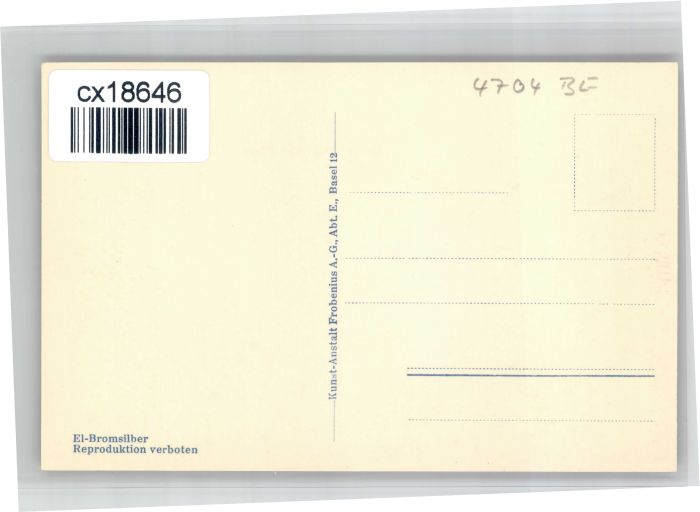 cx18646
4704 BE
Kunst-Anstalt Frobenius A.-G., Abt. E., Basel 12
El-Bromsilber
Reproduktion verboten